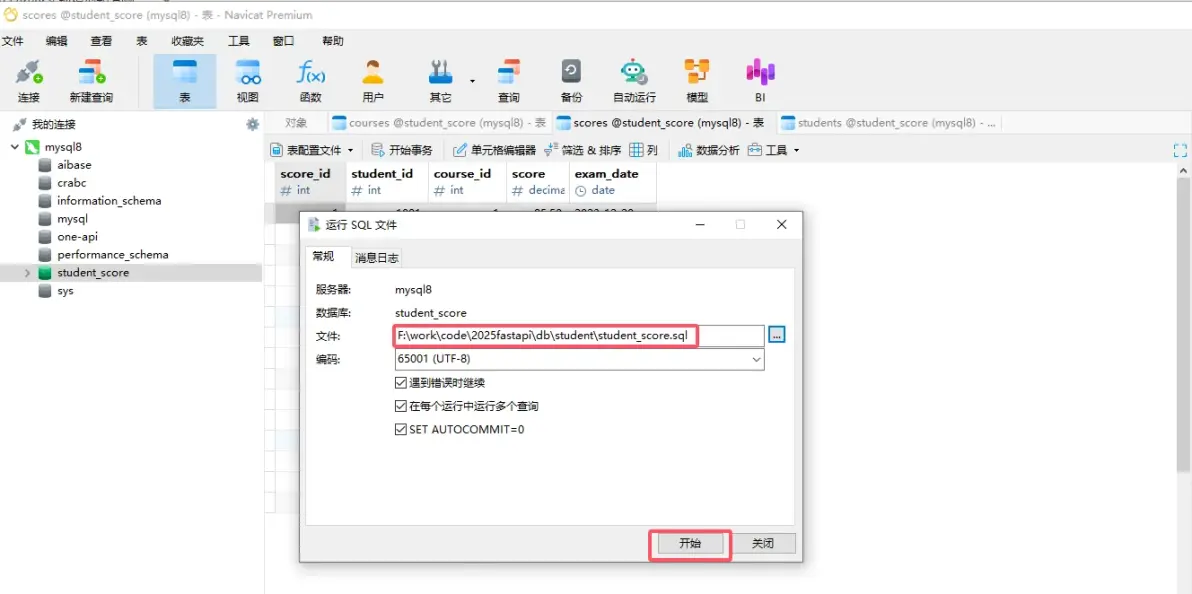 scores @student_score (mysql8) - 表 - Navicat Premium
文件 编辑 查看 表 收藏夹 工具 窗口 帮助
连接 新建查询 表 视图 函数 用户 其它 查询 备份 自动运行 模型 BI
我的连接
对象 courses @student_score (mysql8) - 表 scores @student_score (mysql8) - 表 students @student_score (mysql8) - ...
mysql8
aibase
crabc
information_schema
mysql
one-api
performance_schema
student_score
sys
表配置文件 开始事务 单元格编辑器 筛选 & 排序 列 数据分析 工具
score_id student_id course_id score exam_date
# int # int # int # decima date
运行 SQL 文件
常规 消息日志
服务器: mysql8
数据库: student_score
文件: F:\work\code\2025fastapi\db\student\student_score.sql ...
编码: 65001 (UTF-8)
遇到错误时继续
在每个运行中运行多个查询
SET AUTOCOMMIT=0
开始 关闭